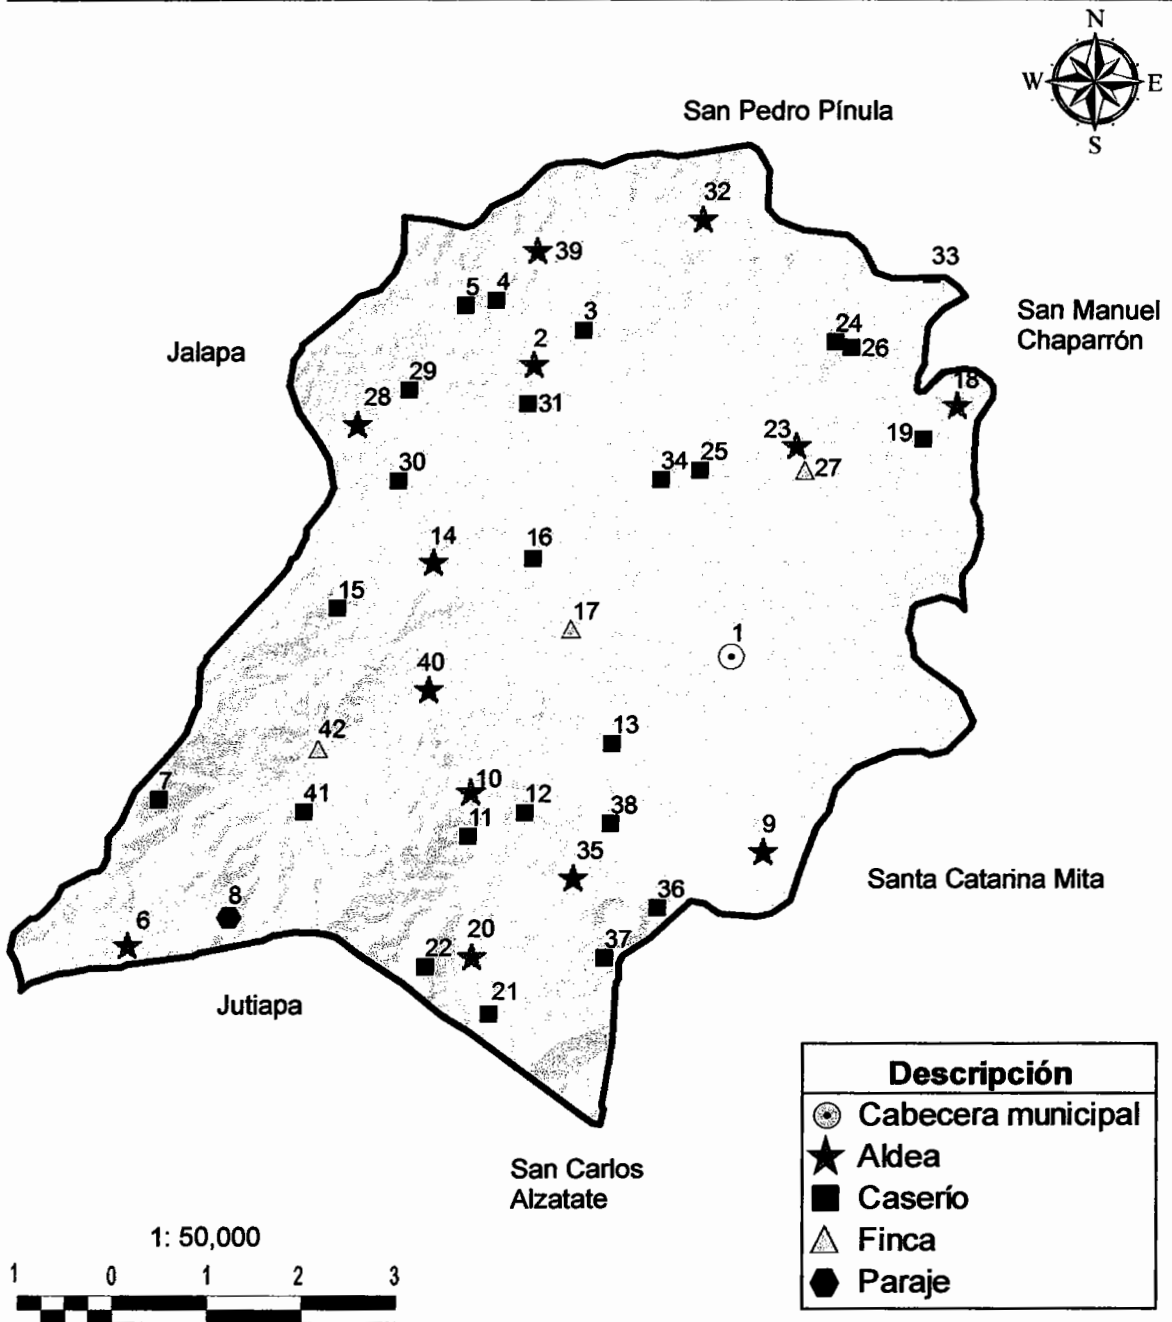 N
W E
S
San Pedro Pínula
32
33
39
5 4
3
San Manuel
Chaparrón
24
26
Jalapa
2
29
28
31
18
19
23
27
34 25
30
14
16
15
17
1
40
42
13
7
41
10
12
11
38
9
35
Santa Catarina Mita
8
6
36
20
22
37
21
Jutiapa
Descripción
Cabecera municipal
Aldea
Caserío
Finca
Paraje
San Carlos
Alzatate
1: 50,000
1 0 1 2 3